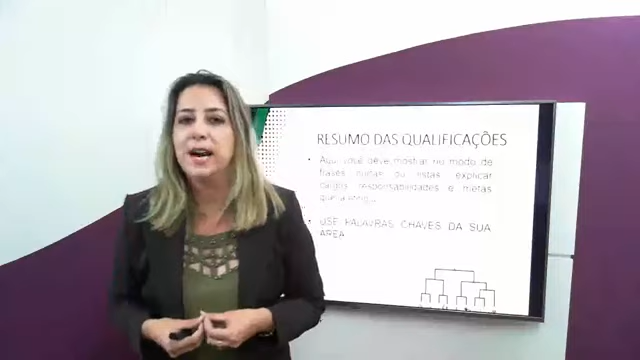 RESUMO DAS QUALIFICAÇÕES
• Aqui você deve mostrar no modo de
frases curtas ou listas, explicar
cargos responsabilidades e metas
que
• USE PALAVRAS CHAVES DA SUA
ÁREA